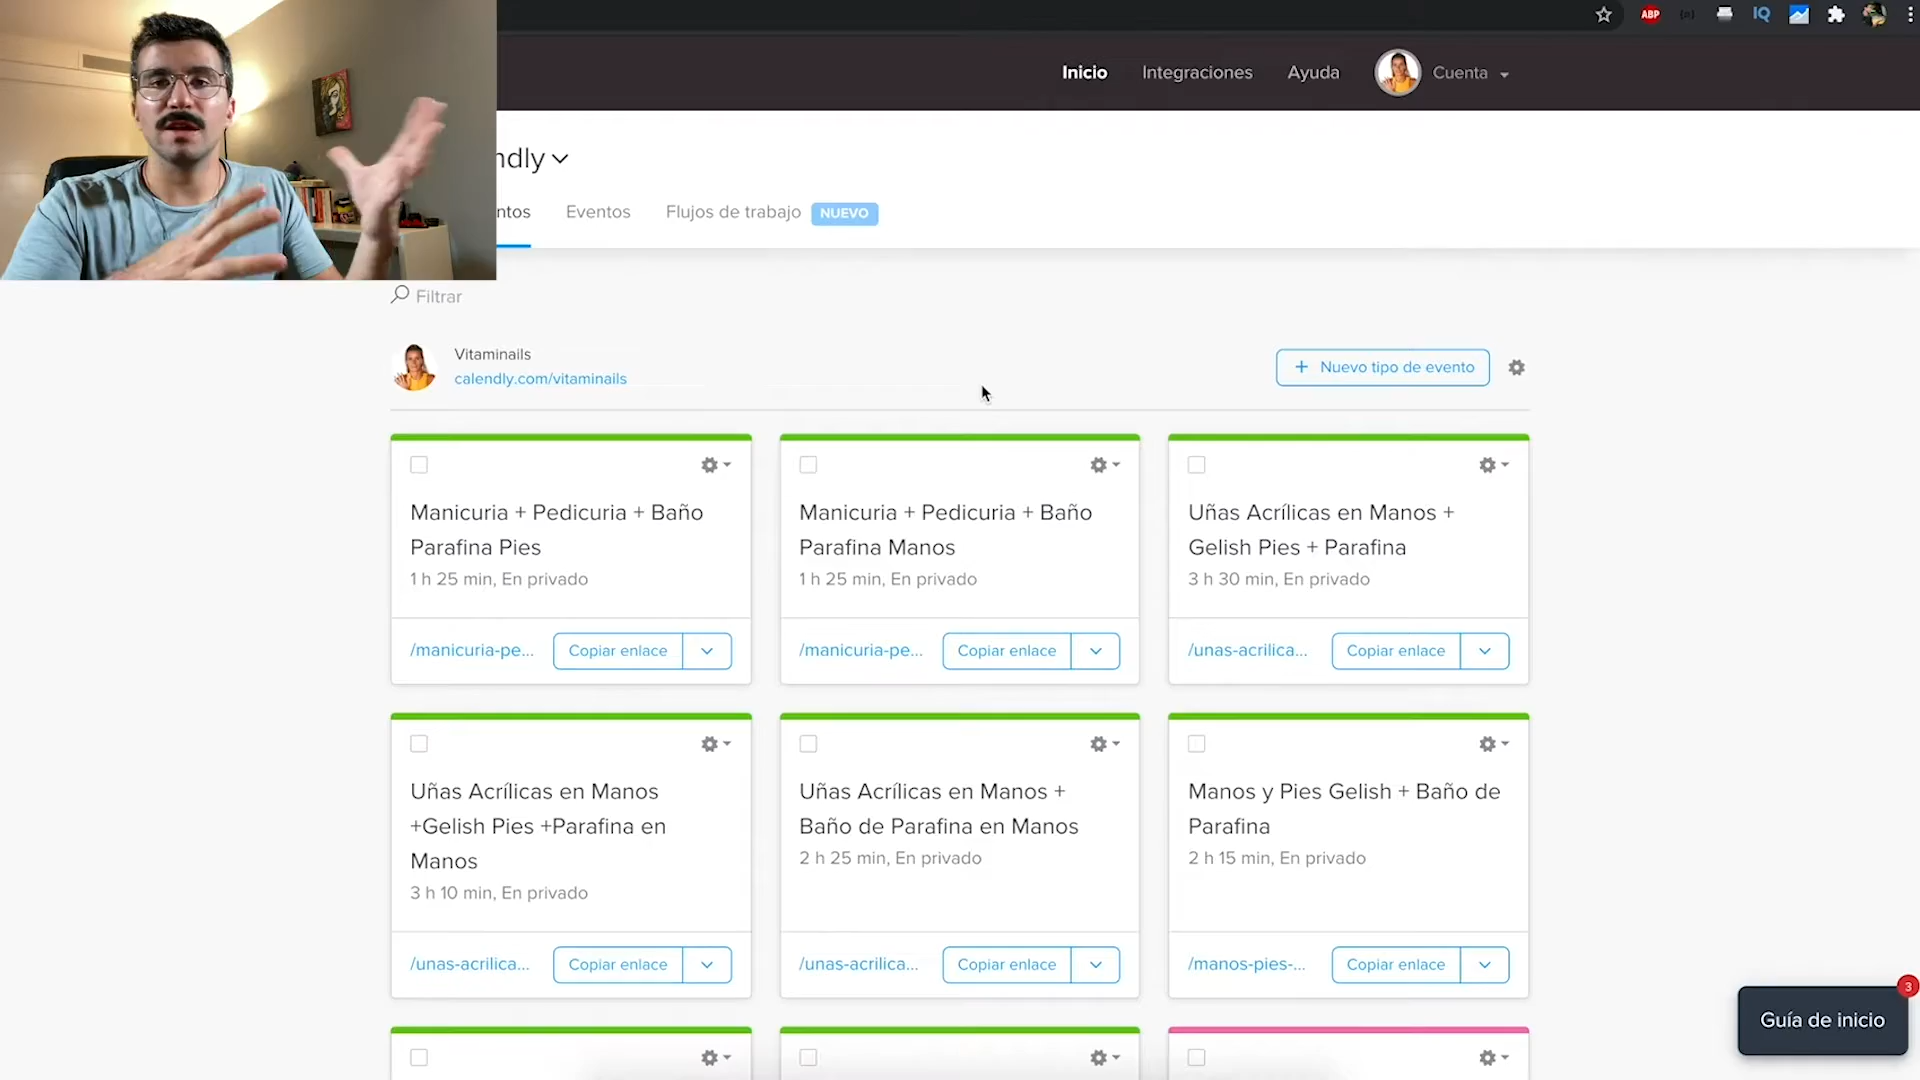 ABP
IQ
Inicio
Integraciones
Ayuda
Cuenta
ndly
ntos
Eventos
Flujos de trabajo
NUEVO
Filtrar
Vitaminails
calendly.com/vitaminails
+ Nuevo tipo de evento
Manicuria + Pedicuria + Baño
Parafina Pies
1 h 25 min, En privado
/manicuria-pe...
Copiar enlace
Manicuria + Pedicuria + Baño
Parafina Manos
1 h 25 min, En privado
/manicuria-pe...
Copiar enlace
Uñas Acrílicas en Manos +
Gelish Pies + Parafina
3 h 30 min, En privado
/unas-acrilica...
Copiar enlace
Uñas Acrílicas en Manos
+Gelish Pies +Parafina en
Manos
3 h 10 min, En privado
/unas-acrilica...
Copiar enlace
Uñas Acrílicas en Manos +
Baño de Parafina en Manos
2 h 25 min, En privado
/unas-acrilica...
Copiar enlace
Manos y Pies Gelish + Baño de
Parafina
2 h 15 min, En privado
/manos-pies-...
Copiar enlace
3
Guía de inicio